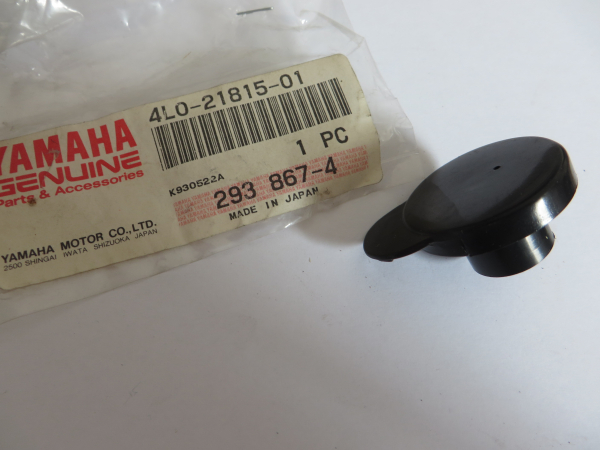 YAMAHA
GENUINE
Parts & Accessories
4L0-21815-01
1 PC
K930522A
293 867-4
MADE IN JAPAN
YAMAHA MOTOR CO.,LTD.
2500 SHINGAI IWATA SHIZUOKA JAPAN